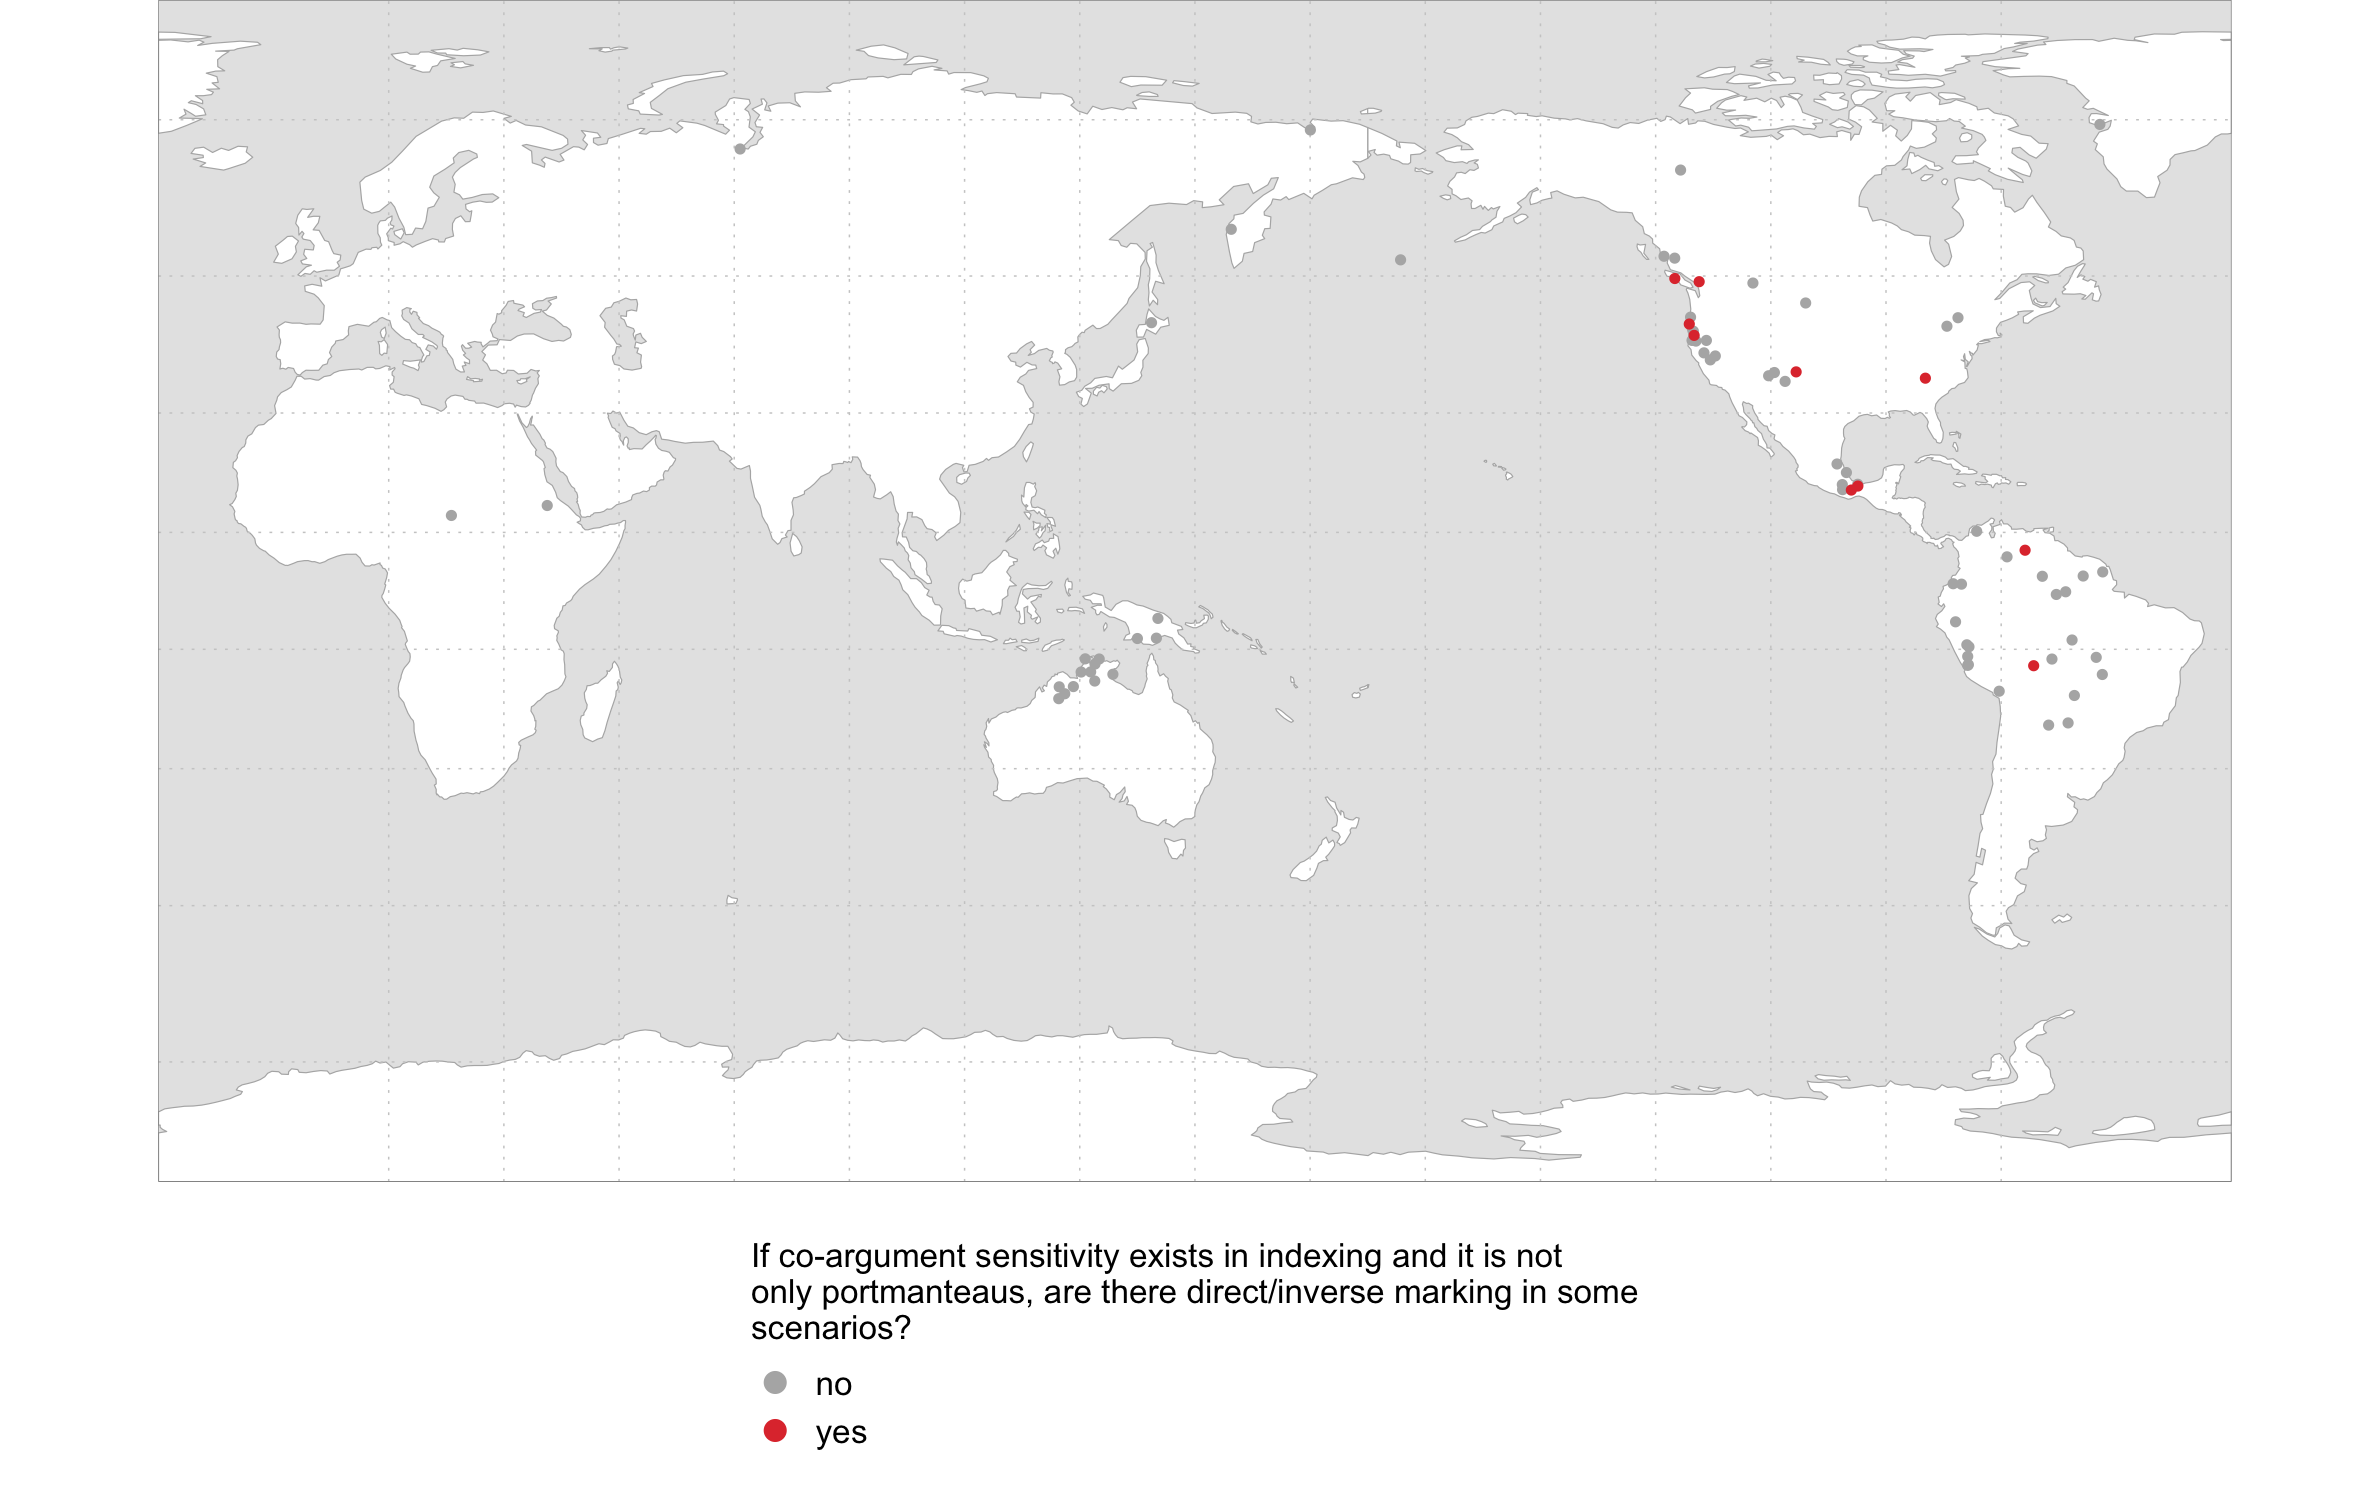 If co-argument sensitivity exists in indexing and it is not
only portmanteaus, are there direct/inverse marking in some
scenarios?
no
yes